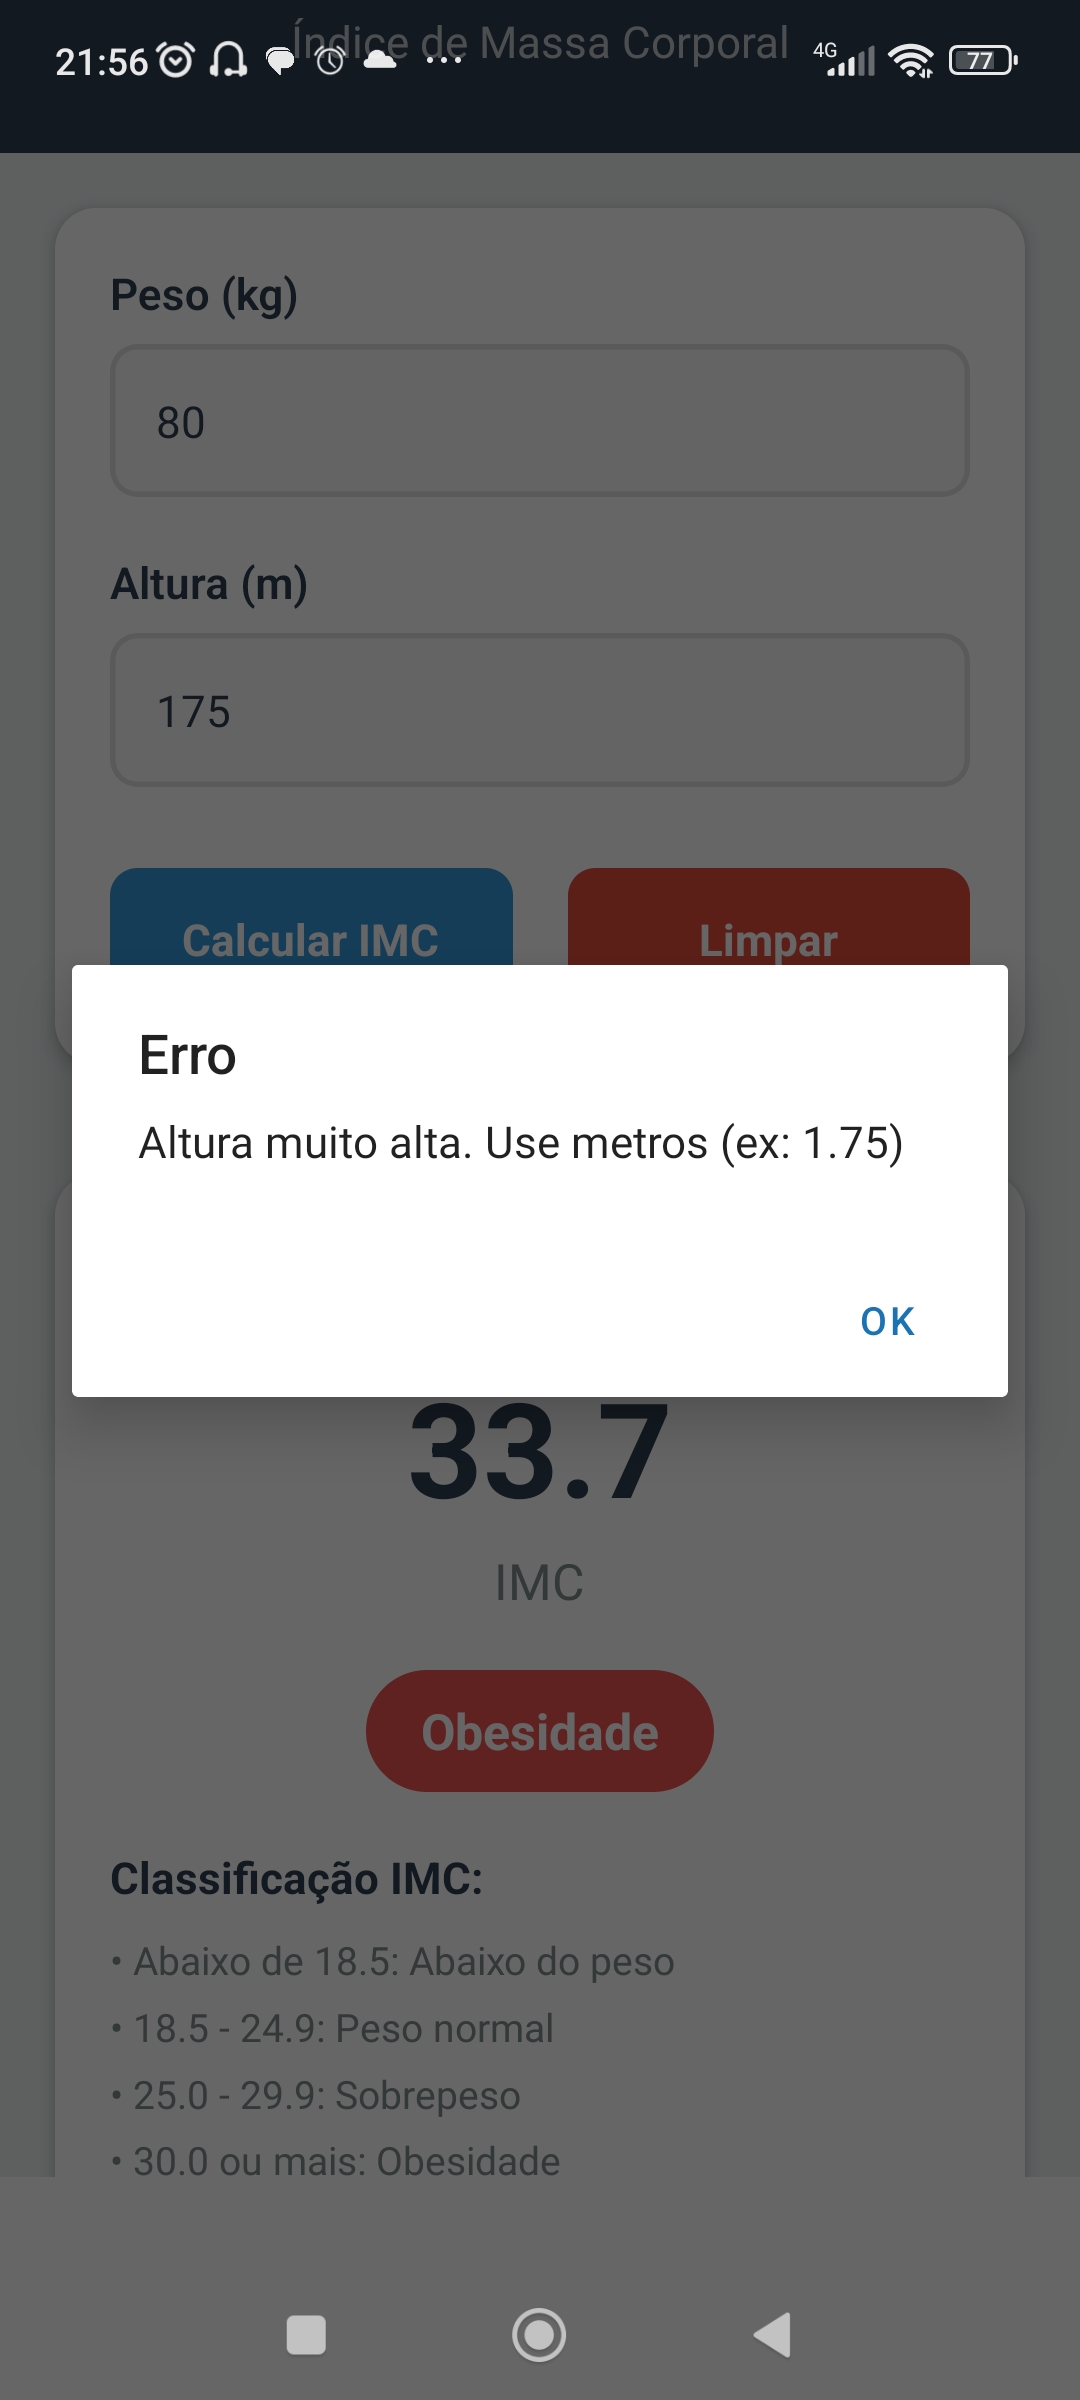 Índice de Massa Corporal
21:56
4G
77
Peso (kg)
80
Altura (m)
175
Calcular IMC
Limpar
Erro
Altura muito alta. Use metros (ex: 1.75)
OK
33.7
IMC
Obesidade
Classificação IMC:
• Abaixo de 18.5: Abaixo do peso
• 18.5 - 24.9: Peso normal
• 25.0 - 29.9: Sobrepeso
• 30.0 ou mais: Obesidade